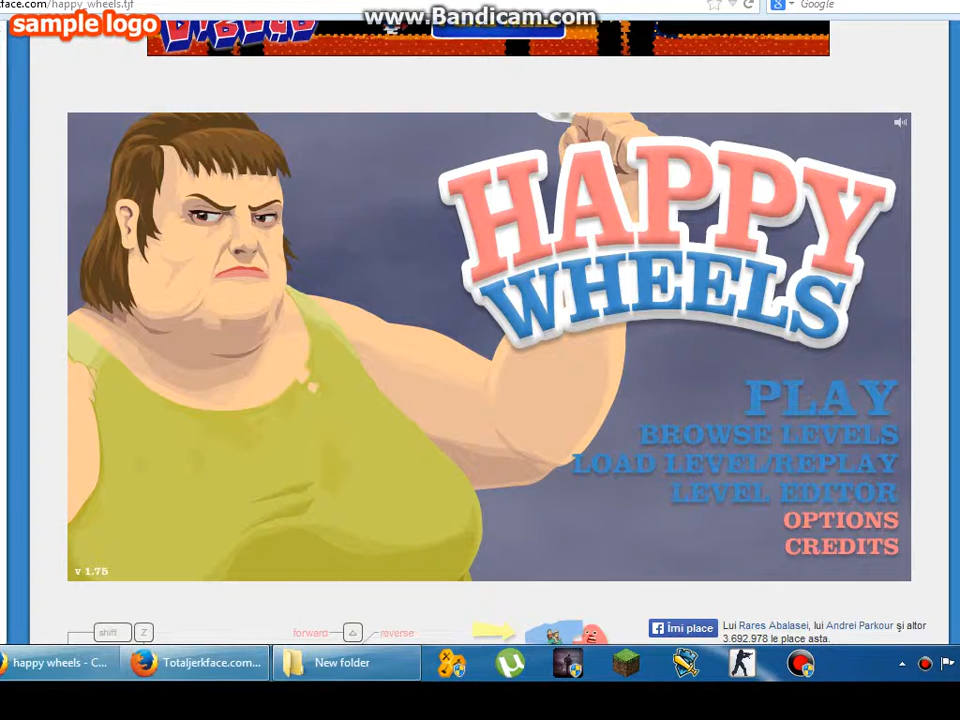 face.com/happy_wheels.tjf
Google
www.Bandicam.com
sample logo
HAPPY
WHEELS
PLAY
BROWSE LEVELS
LOAD LEVEL/REPLAY
LEVEL EDITOR
OPTIONS
CREDITS
v 1.75
shift
Z
forward
reverse
Îmi place
Lui Rares Abalasei, lui Andrei Parkour şi altor
3.692.978 le place asta.
happy wheels - C...
Totaljerkface.com...
New folder